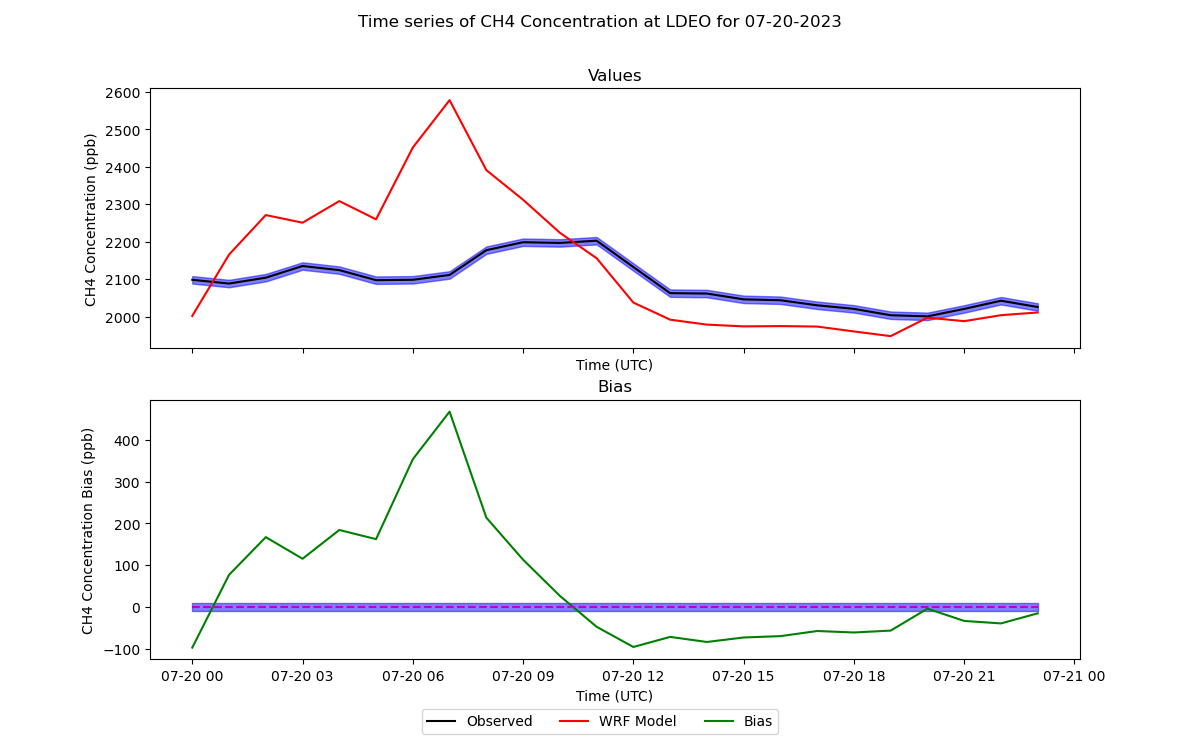 Time series of CH4 Concentration at LDEO for 07-20-2023
Values
CH4 Concentration (ppb)
2600
2500
2400
2300
2200
2100
2000
Time (UTC)
Bias
CH4 Concentration Bias (ppb)
400
300
200
100
0
−100
07-20 00 07-20 03 07-20 06 07-20 09 07-20 12 07-20 15 07-20 18 07-20 21 07-21 00
Time (UTC)
Observed WRF Model Bias